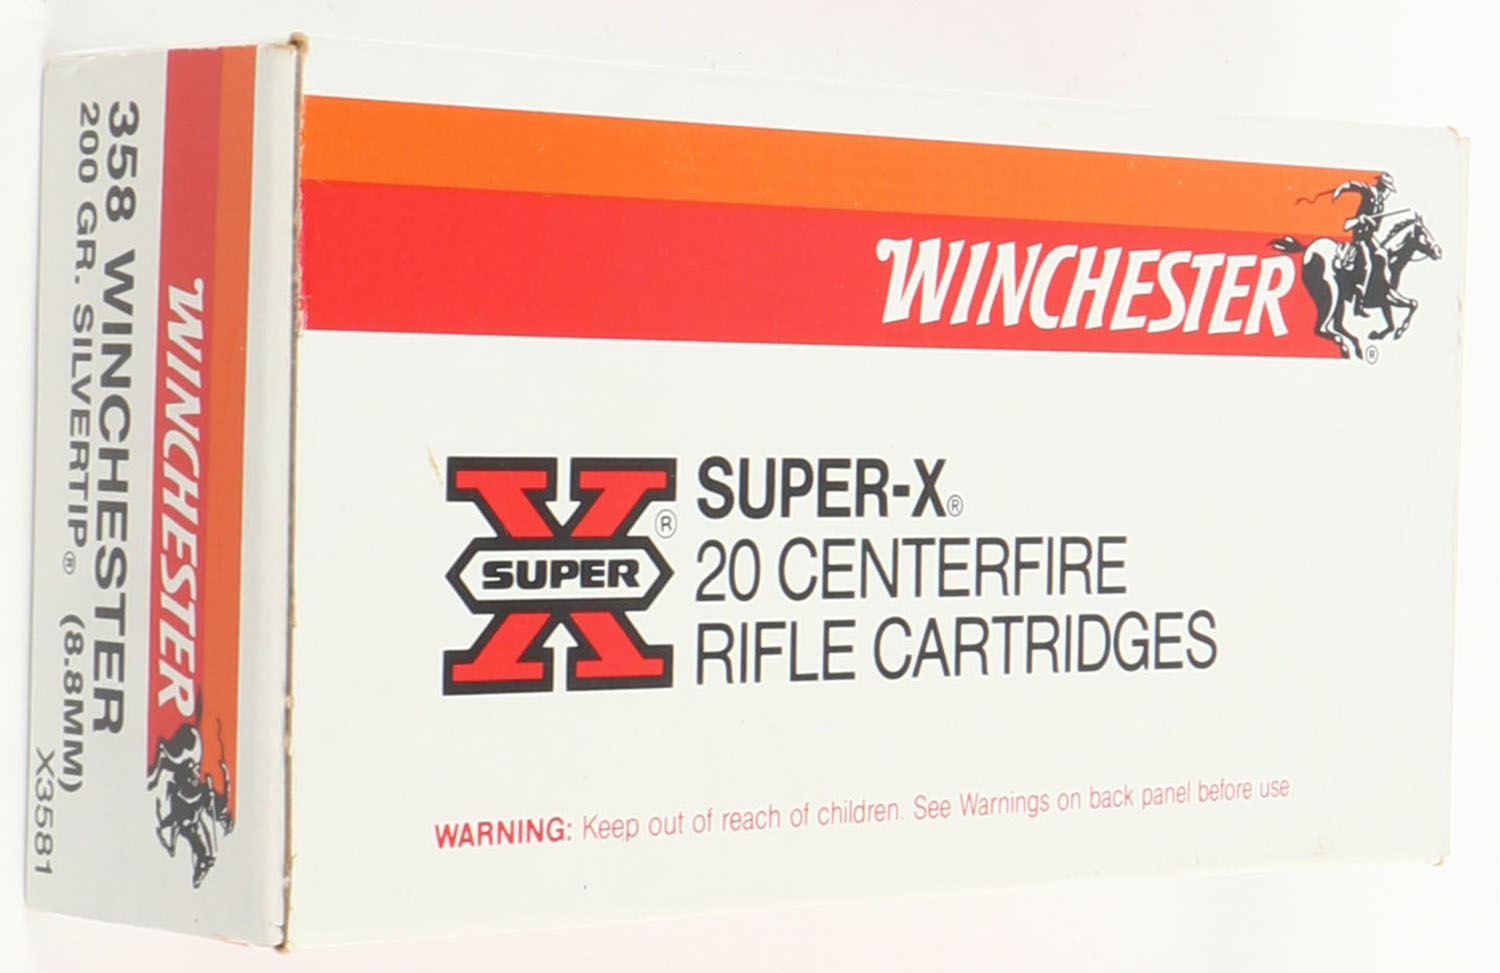 358 WINCHESTER
200 GR. SILVERTIP® (8.8MM)
X3581
WINCHESTER
WINCHESTER
®
SUPER
X
®
SUPER-X®
20 CENTERFIRE
RIFLE CARTRIDGES
WARNING: Keep out of reach of children. See Warnings on back panel before use.